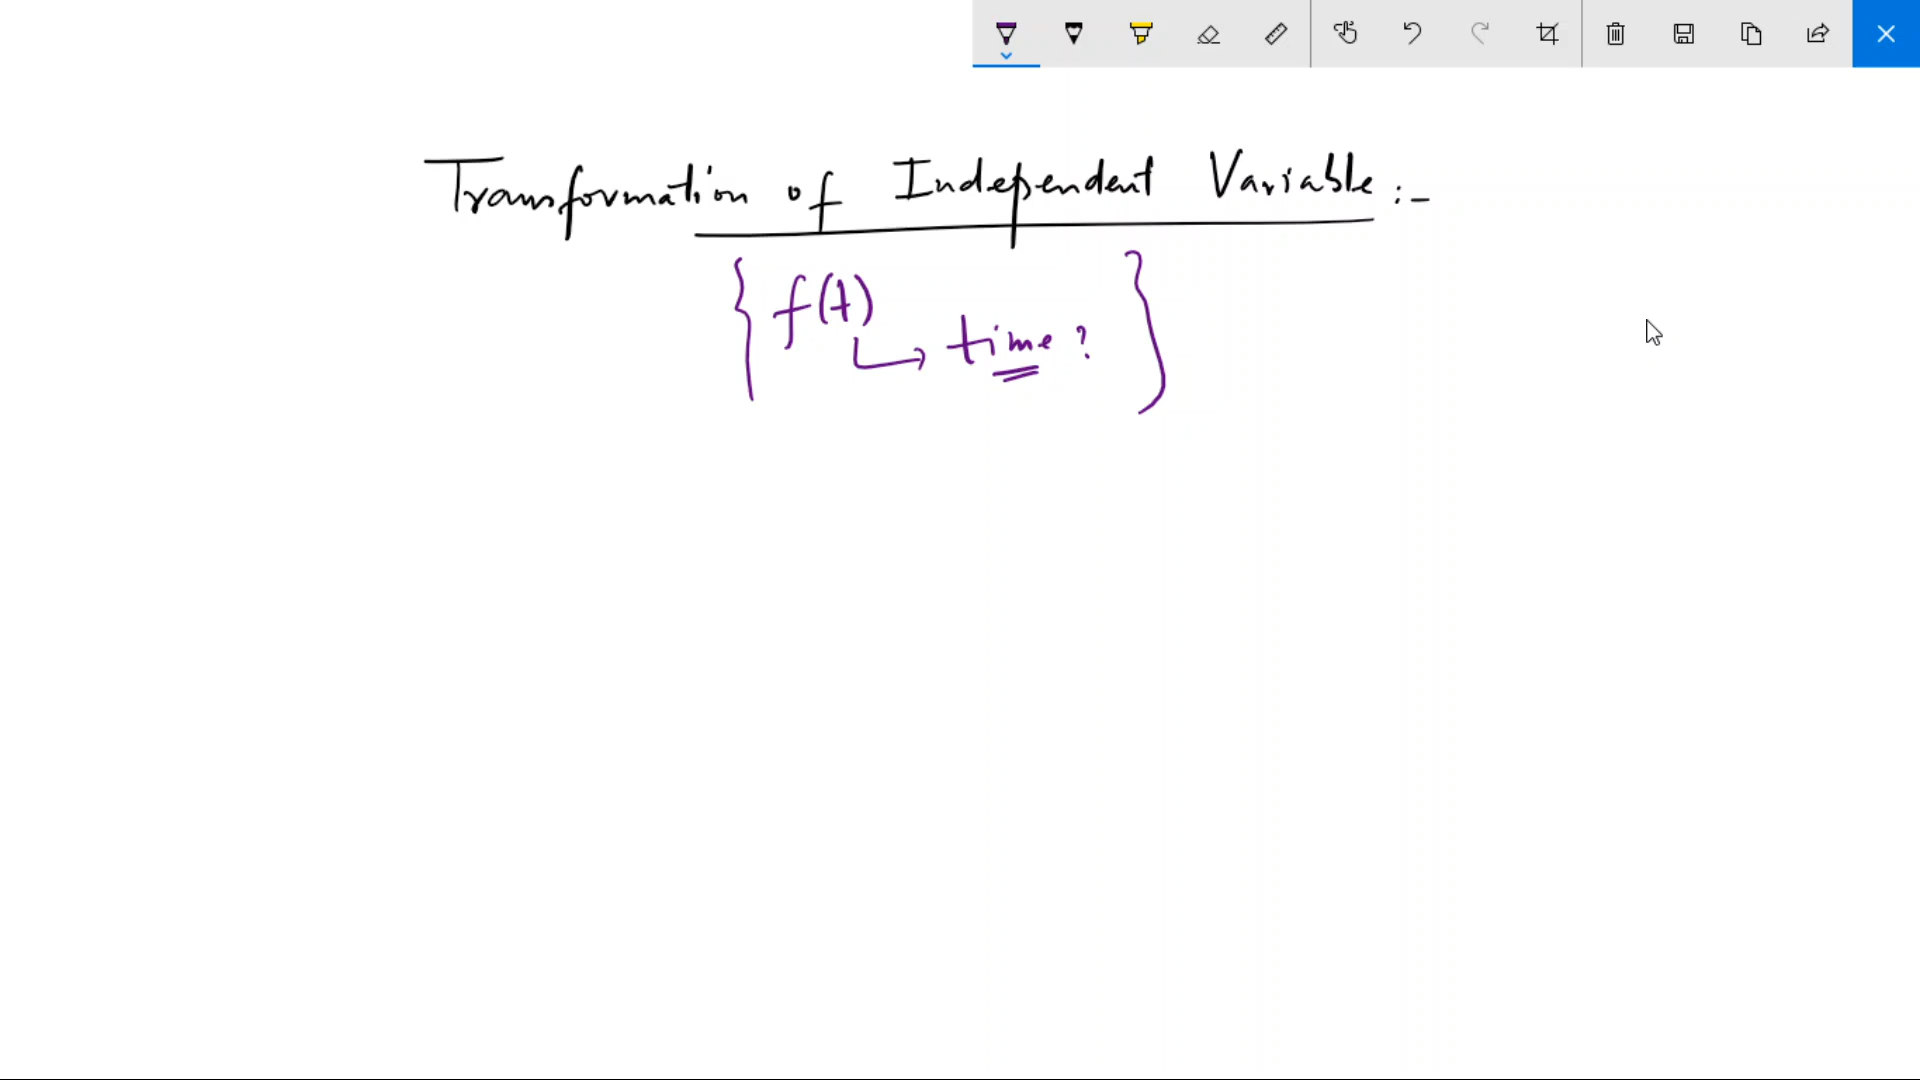 Transformation of Independent Variable :-
{ f(t)
↳ time ? }